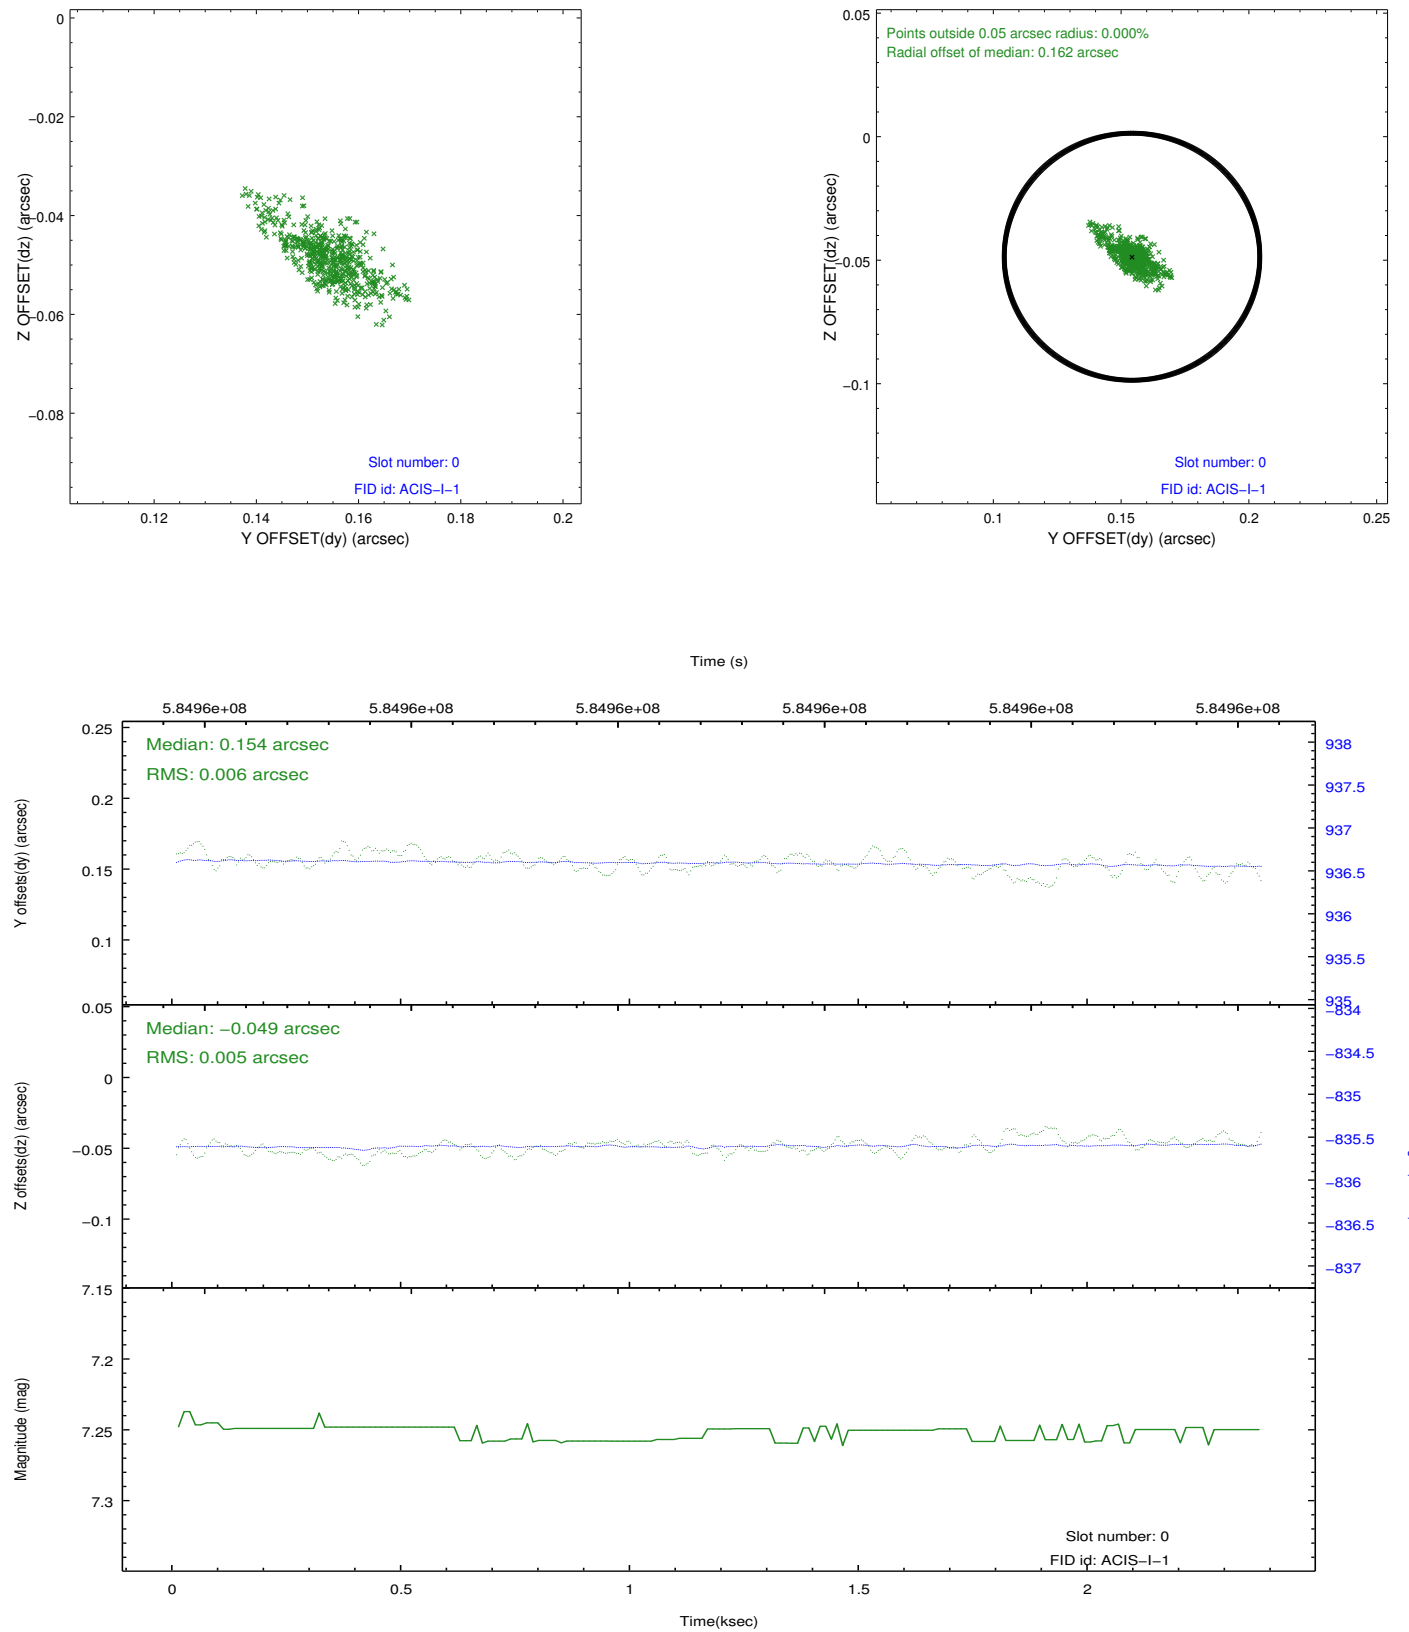 0
−0.02
−0.04
−0.06
−0.08
Z OFFSET(dz) (arcsec)
0.12
0.14
0.16
0.18
0.2
Y OFFSET(dy) (arcsec)
Slot number: 0
FID id: ACIS−I−1
0.05
0
−0.05
−0.1
Z OFFSET(dz) (arcsec)
Points outside 0.05 arcsec radius: 0.000%
Radial offset of median: 0.162 arcsec
Slot number: 0
FID id: ACIS−I−1
0.1
0.15
0.2
0.25
Y OFFSET(dy) (arcsec)
Time (s)
5.8496e+08
5.8496e+08
5.8496e+08
5.8496e+08
5.8496e+08
5.8496e+08
0.25
0.2
0.15
0.1
Y offsets(dy) (arcsec)
Median: 0.154 arcsec
RMS: 0.006 arcsec
938
937.5
937
936.5
936
935.5
935
0.05
0
−0.05
−0.1
Z offsets(dz) (arcsec)
Median: −0.049 arcsec
RMS: 0.005 arcsec
−834
−834.5
−835
−835.5
−836
−836.5
−837
7.15
7.2
7.25
7.3
Magnitude (mag)
Slot number: 0
FID id: ACIS−I−1
0
0.5
1
1.5
2
Time(ksec)